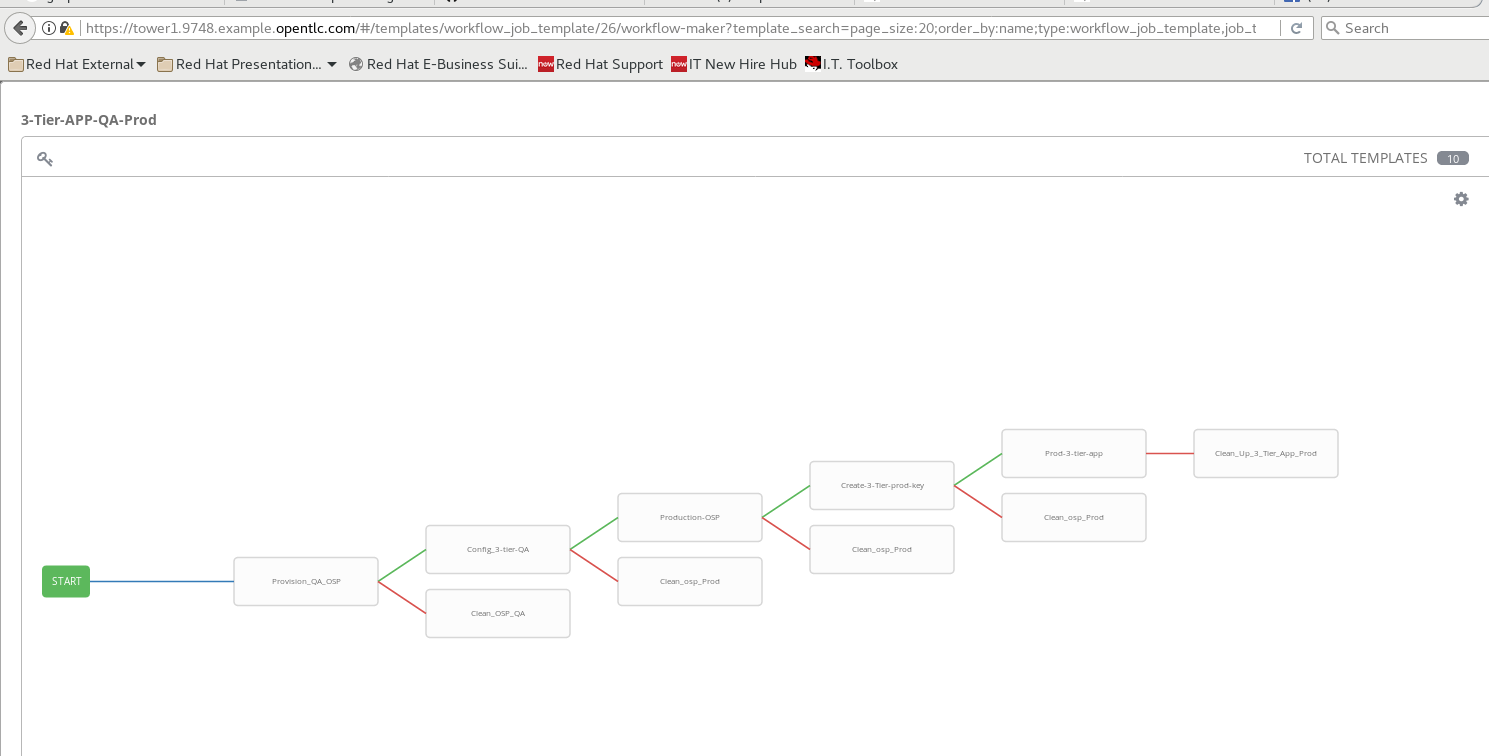 https://tower1.9748.example.opentlc.com/#/templates/workflow_job_template/26/workflow-maker?template_search=page_size:20;order_by:name;type:workflow_job_template,job_t
Search
Red Hat External
Red Hat Presentation...
Red Hat E-Business Sui...
Red Hat Support
IT New Hire Hub
I.T. Toolbox
3-Tier-APP-QA-Prod
TOTAL TEMPLATES 10
Prod-3-tier-app
Clean_Up_3_Tier_App_Prod
Create-3-Tier-prod-key
Production-OSP
Clean_osp_Prod
Config_3-tier-QA
Clean_osp_Prod
START
Provision_QA_OSP
Clean_osp_Prod
Clean_OSP_QA